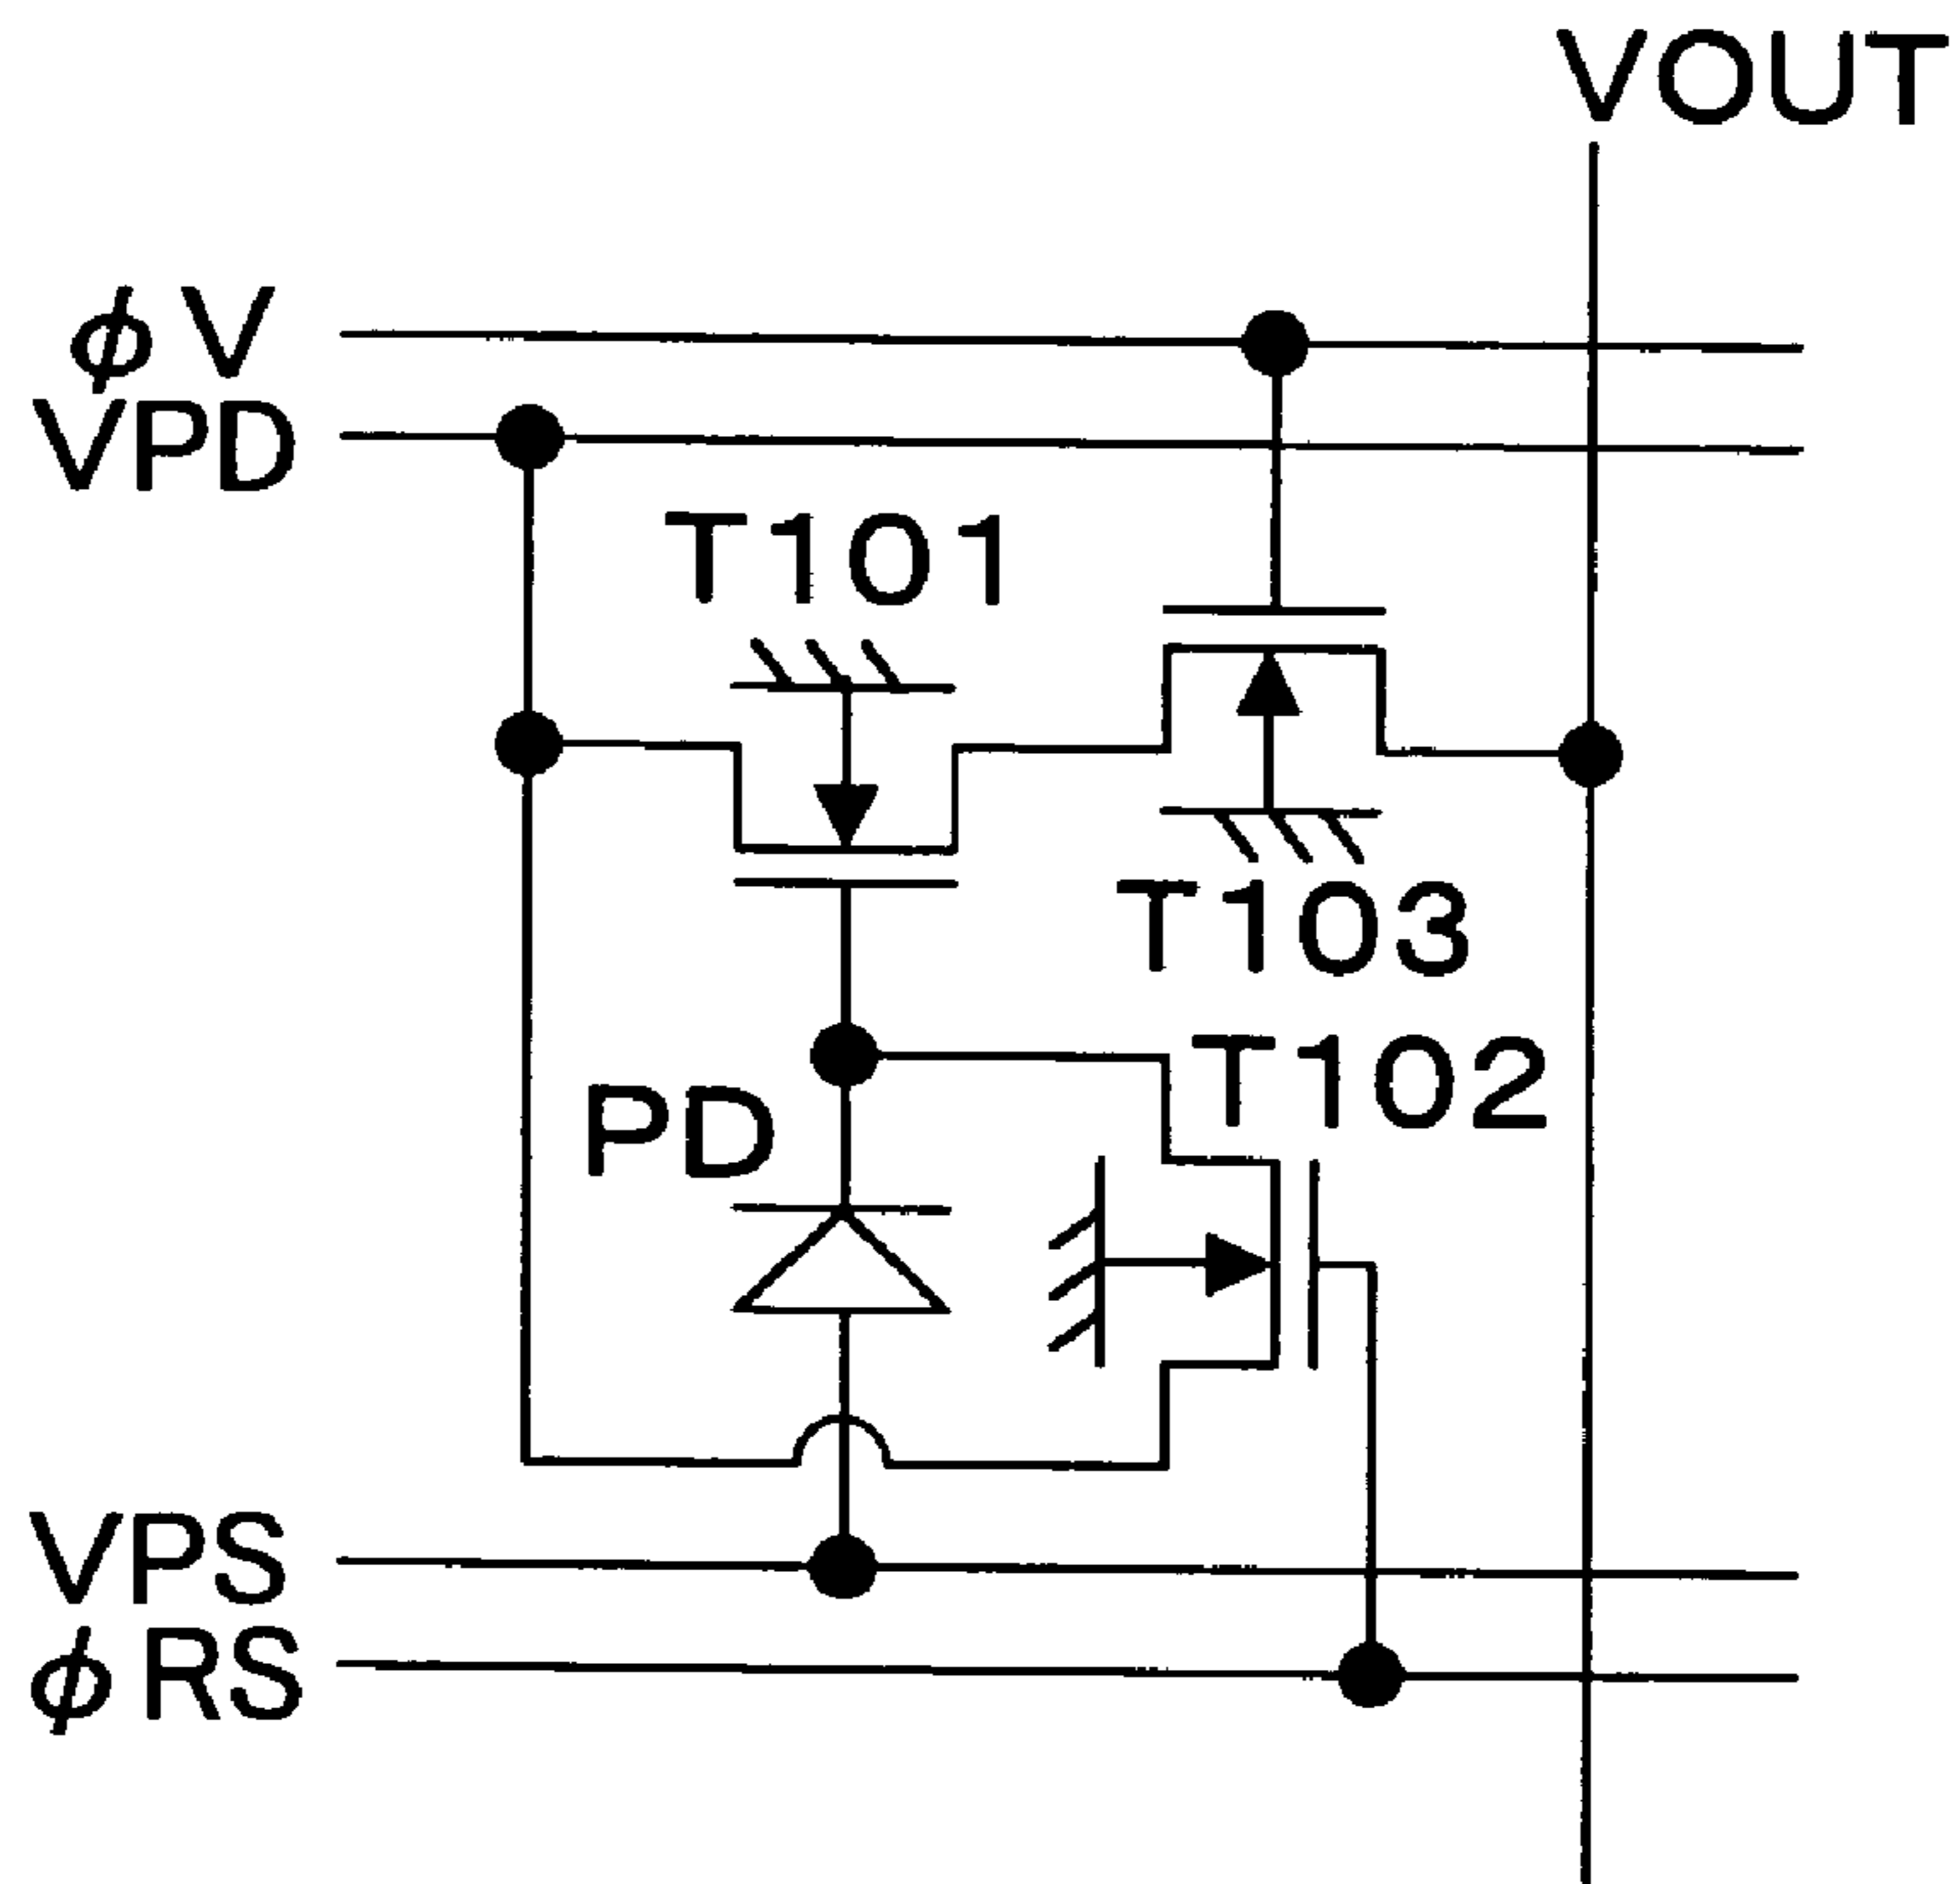 VOUT
φV
VPD
T101
T103
T102
PD
VPS
φRS